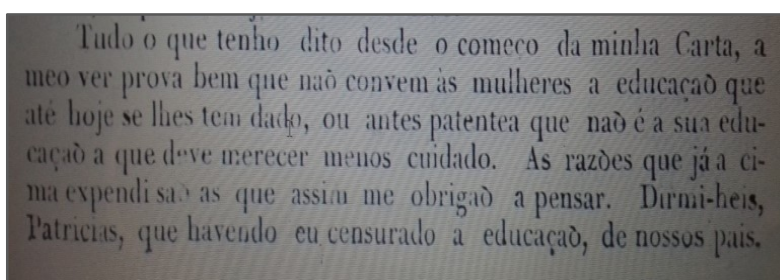 Tudo o que tenho dito desde o começo da minha Carta, a
meo ver prova bem que naõ convem ás mulheres a educaçaõ que
até hoje se lhes tem dado, ou antes patentea que naõ é a sua edu-
caçaõ a que deve merecer menos cuidado. As razões que já a ci-
ma expendi saõ as que assim me obrigaõ a pensar. Dirmi-heis,
Patricias, que havendo eu censurado a educaçaõ, de nossos pais.